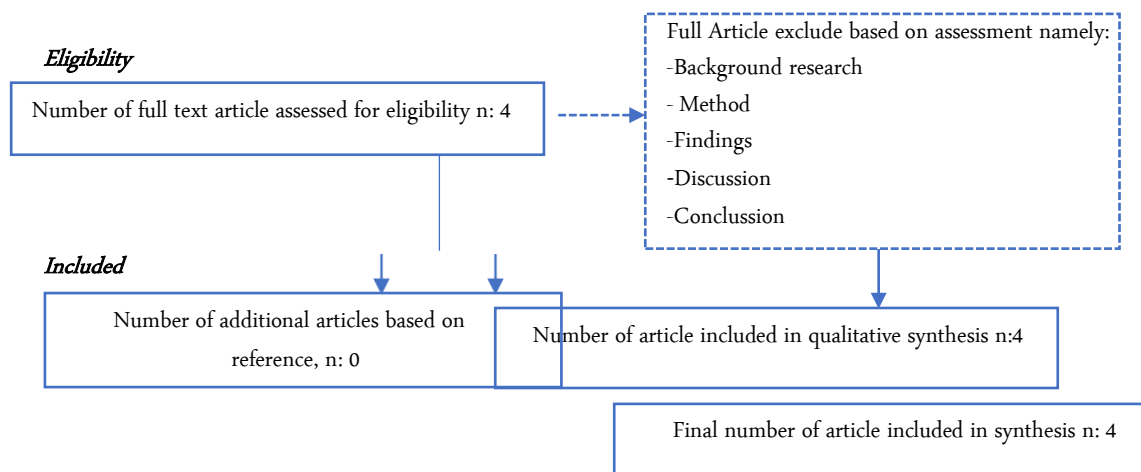 Eligibility
Number of full text article assessed for eligibility n: 4
Full Article exclude based on assessment namely:
-Background research
- Method
-Findings
-Discussion
-Conclussion
Included
Number of additional articles based on
reference, n: 0
Number of article included in qualitative synthesis n:4
Final number of article included in synthesis n: 4